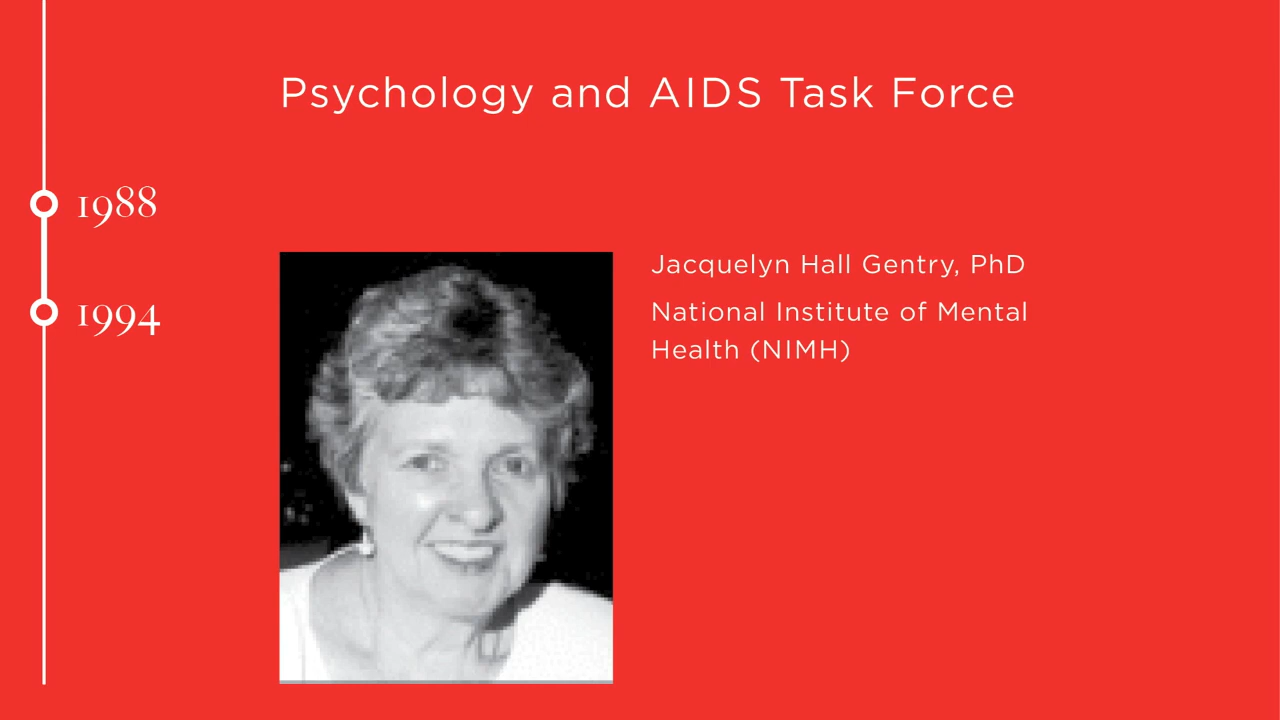 Psychology and AIDS Task Force
1988
1994
Jacquelyn Hall Gentry, PhD
National Institute of Mental
Health (NIMH)